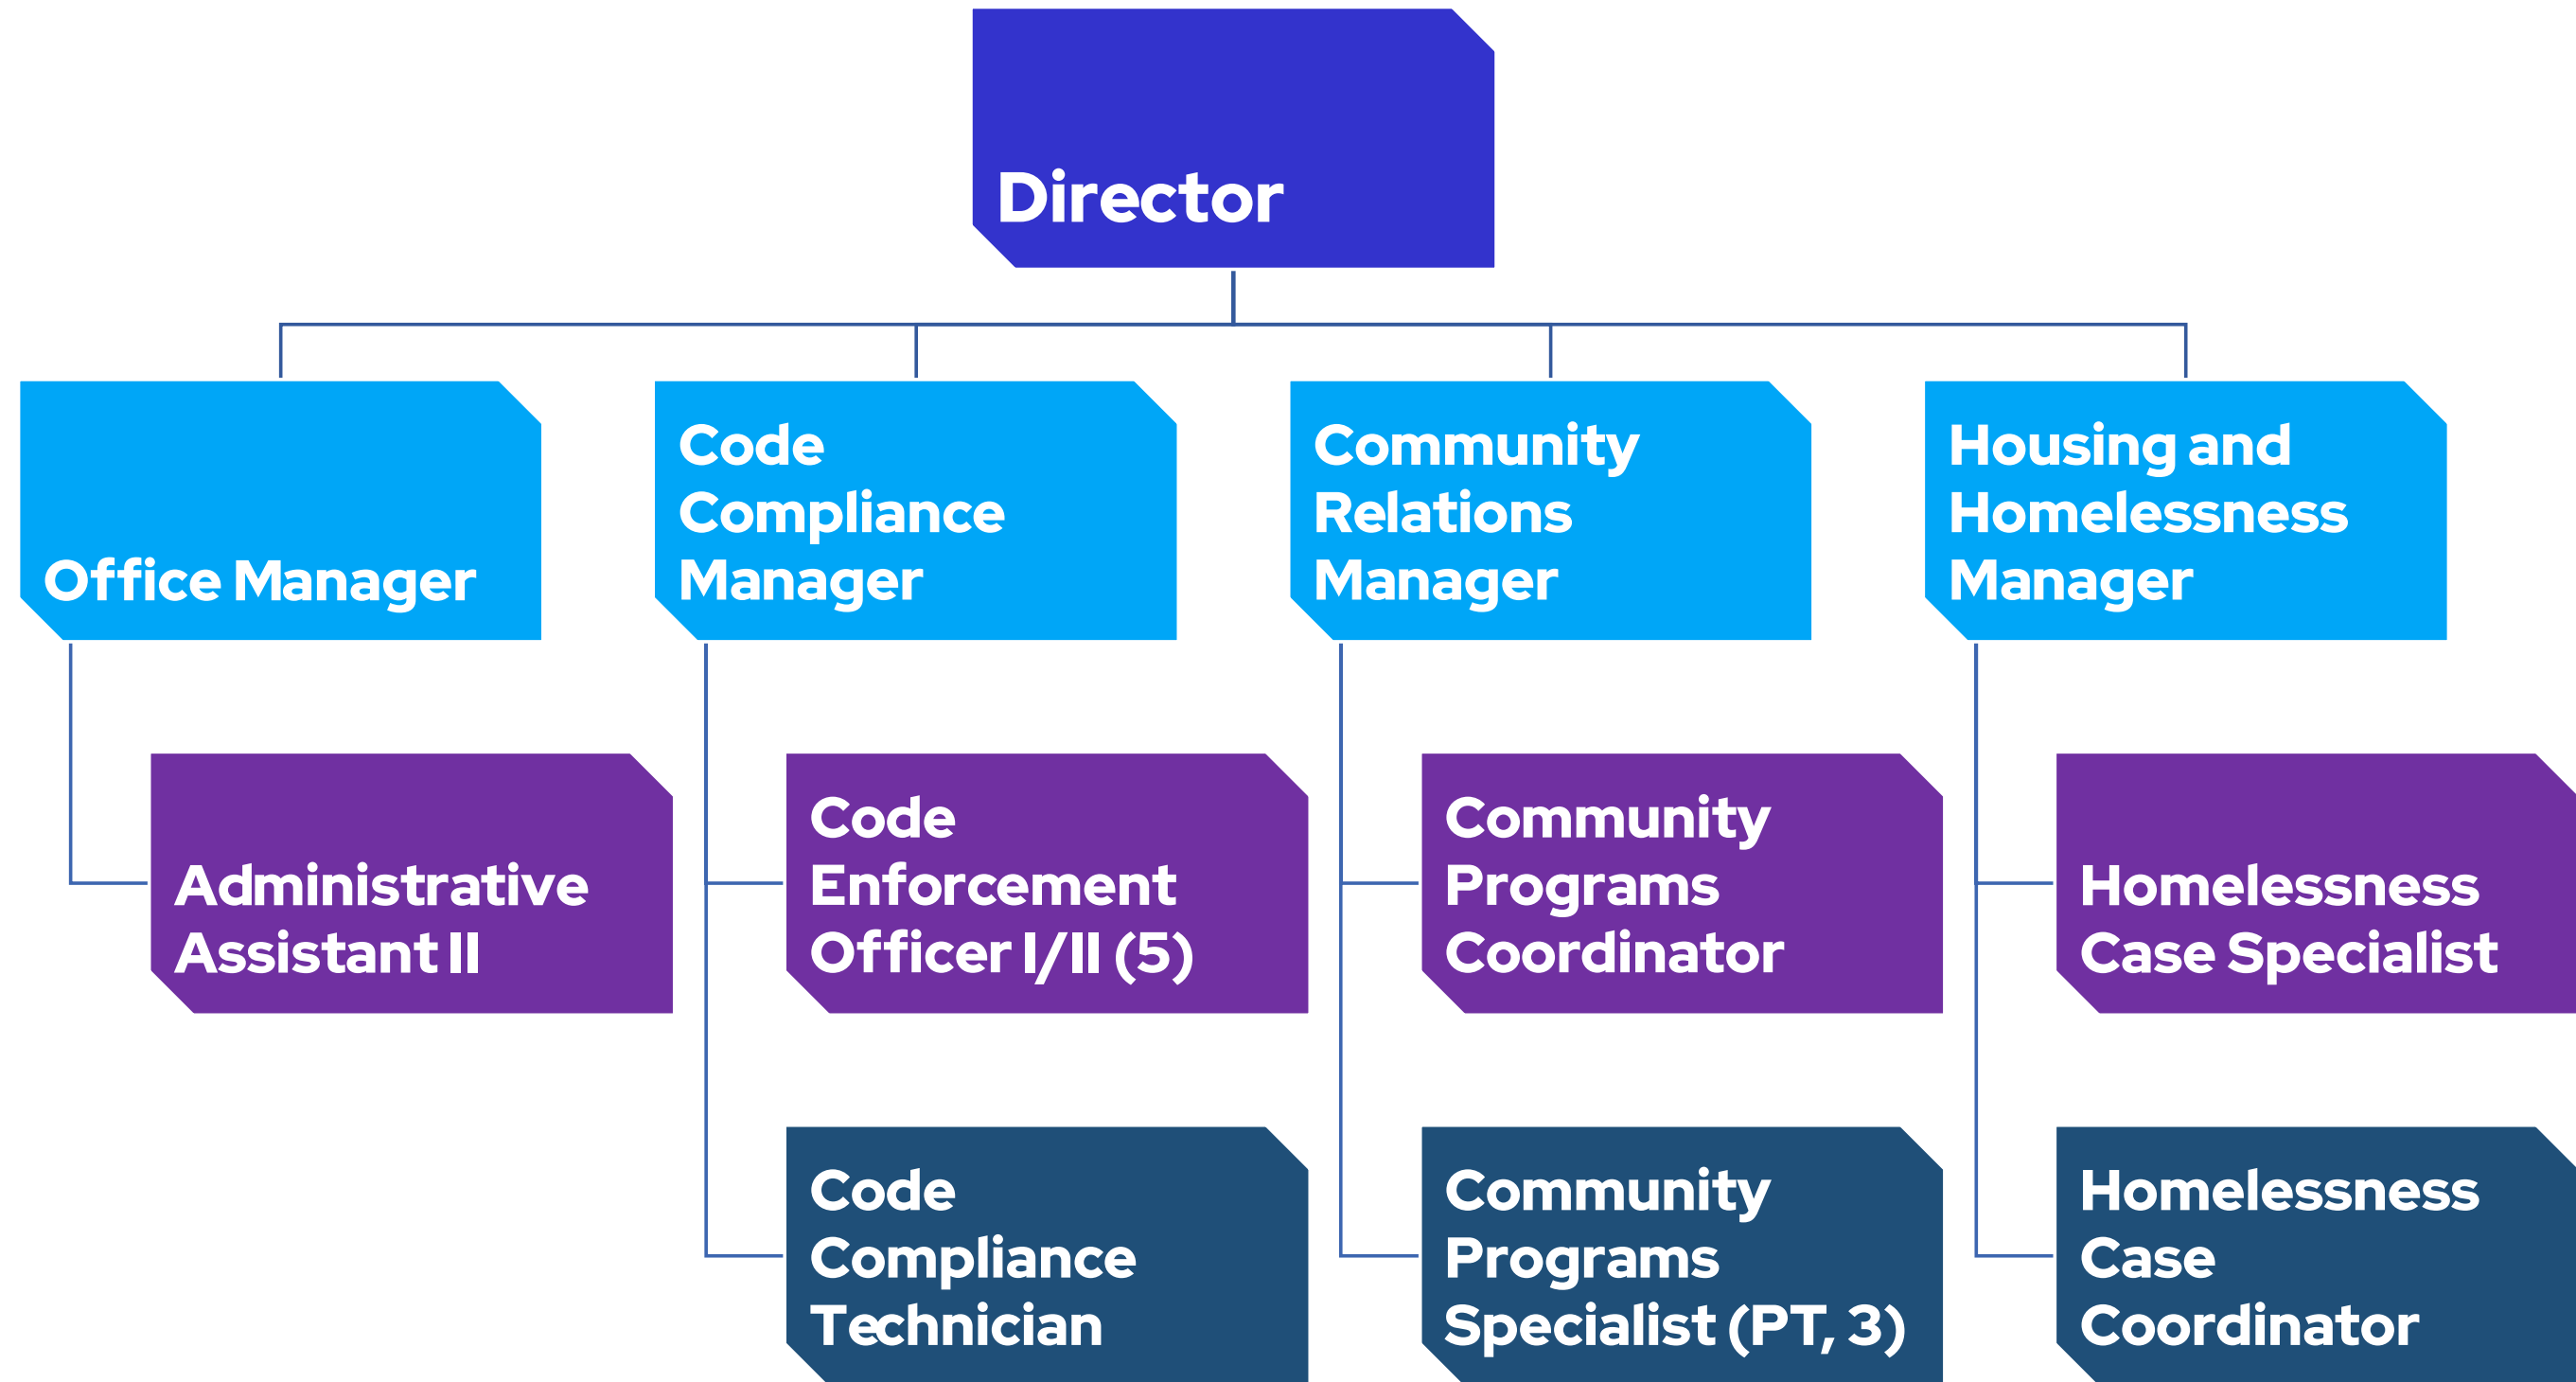 Director
Office Manager
Code
Compliance
Manager
Community
Relations
Manager
Housing and
Homelessness
Manager
Administrative
Assistant II
Code
Enforcement
Officer I/II (5)
Community
Programs
Coordinator
Homelessness
Case Specialist
Code
Compliance
Technician
Community
Programs
Specialist (PT, 3)
Homelessness
Case
Coordinator